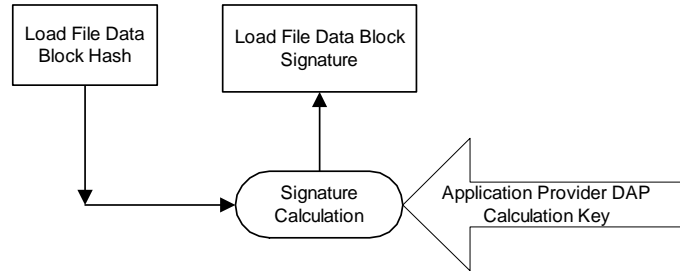 Load File Data
Block Hash
Load File Data Block
Signature
Signature
Calculation
Application Provider DAP
Calculation Key